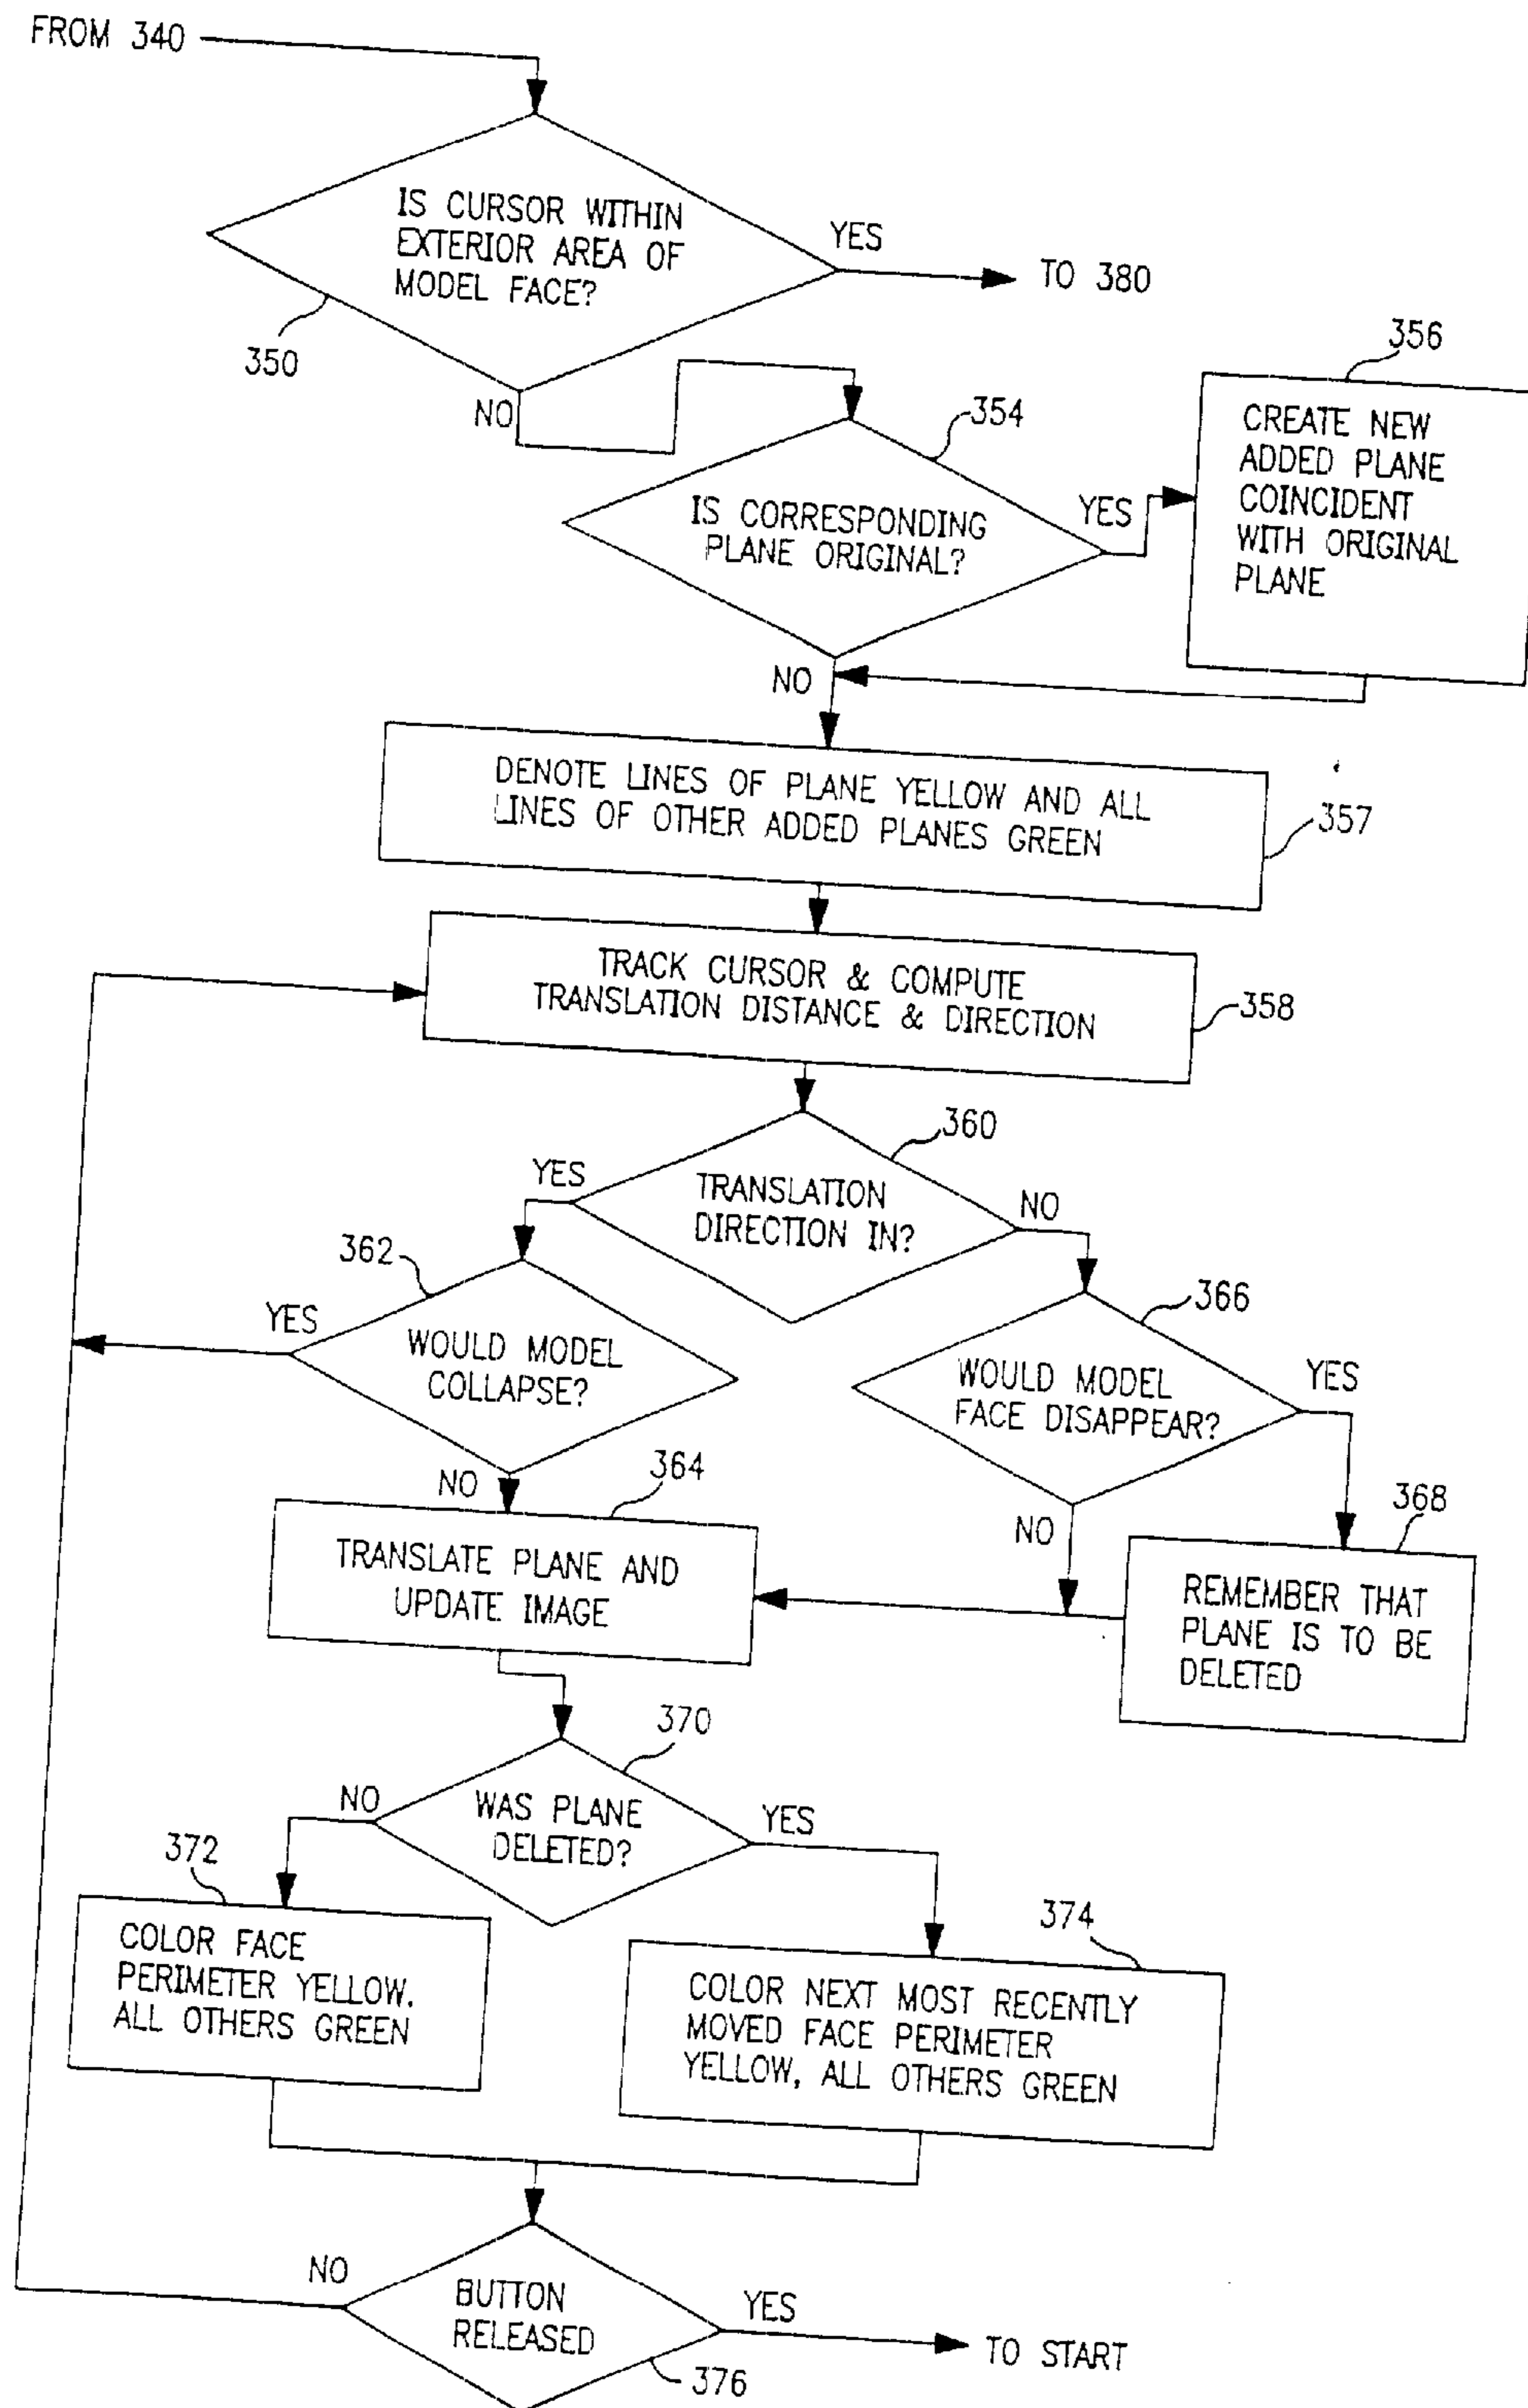 FROM 340
IS CURSOR WITHIN
EXTERIOR AREA OF
MODEL FACE?
YES
TO 380
350
NO
354
356
CREATE NEW
ADDED PLANE
COINCIDENT
WITH ORIGINAL
PLANE
IS CORRESPONDING
PLANE ORIGINAL?
YES
NO
DENOTE LINES OF PLANE YELLOW AND ALL
LINES OF OTHER ADDED PLANES GREEN
357
TRACK CURSOR & COMPUTE
TRANSLATION DISTANCE & DIRECTION
358
360
YES
TRANSLATION
DIRECTION IN?
NO
362
YES
WOULD MODEL
COLLAPSE?
366
WOULD MODEL
FACE DISAPPEAR?
YES
NO
364
NO
368
TRANSLATE PLANE AND
UPDATE IMAGE
REMEMBER THAT
PLANE IS TO BE
DELETED
370
NO
WAS PLANE
DELETED?
YES
372
COLOR FACE
PERIMETER YELLOW.
ALL OTHERS GREEN
374
COLOR NEXT MOST RECENTLY
MOVED FACE PERIMETER
YELLOW, ALL OTHERS GREEN
NO
BUTTON
RELEASED
YES
TO START
376